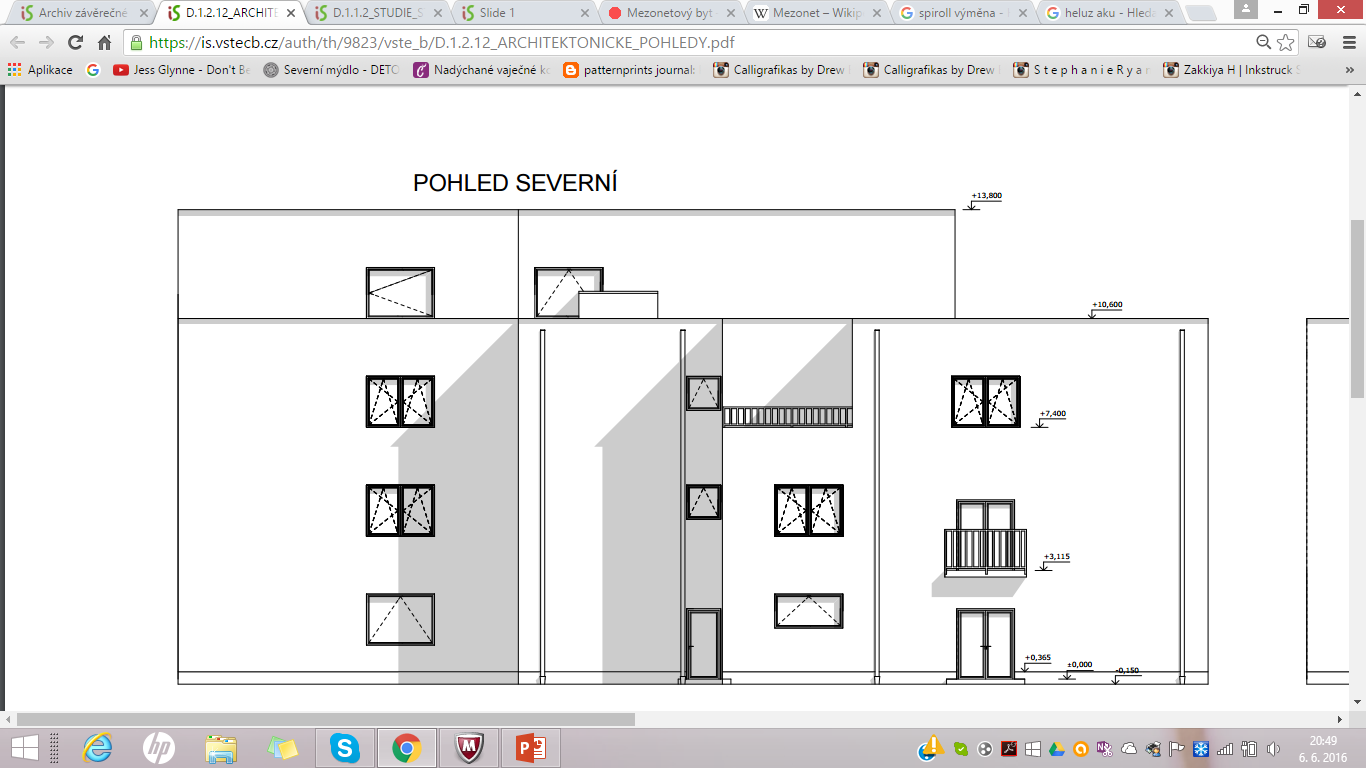 Archiv závěrečné
D.1.2.12_ARCHITE
D.1.1.2_STUDIE_S
Slide 1
Mezonetový byt
Mezonet – Wikip
spiroll výměna -
heluz aku - Hleda
https://is.vstecb.cz/auth/th/9823/vste_b/D.1.2.12_ARCHITEKTONICKE_POHLEDY.pdf
Aplikace
Jess Glynne - Don't Be
Severní mýdlo - DETO
Nadýchané vaječné
patternprints journal:
Calligrafikas by Drew
Calligrafikas by Drew
S t e p h a n i e R y a
Zakkiya H | Inkstruck
POHLED SEVERNÍ
+13,800
+10,600
+7,400
+3,115
+0,365
±0,000
-0,150
20:49
6. 6. 2016